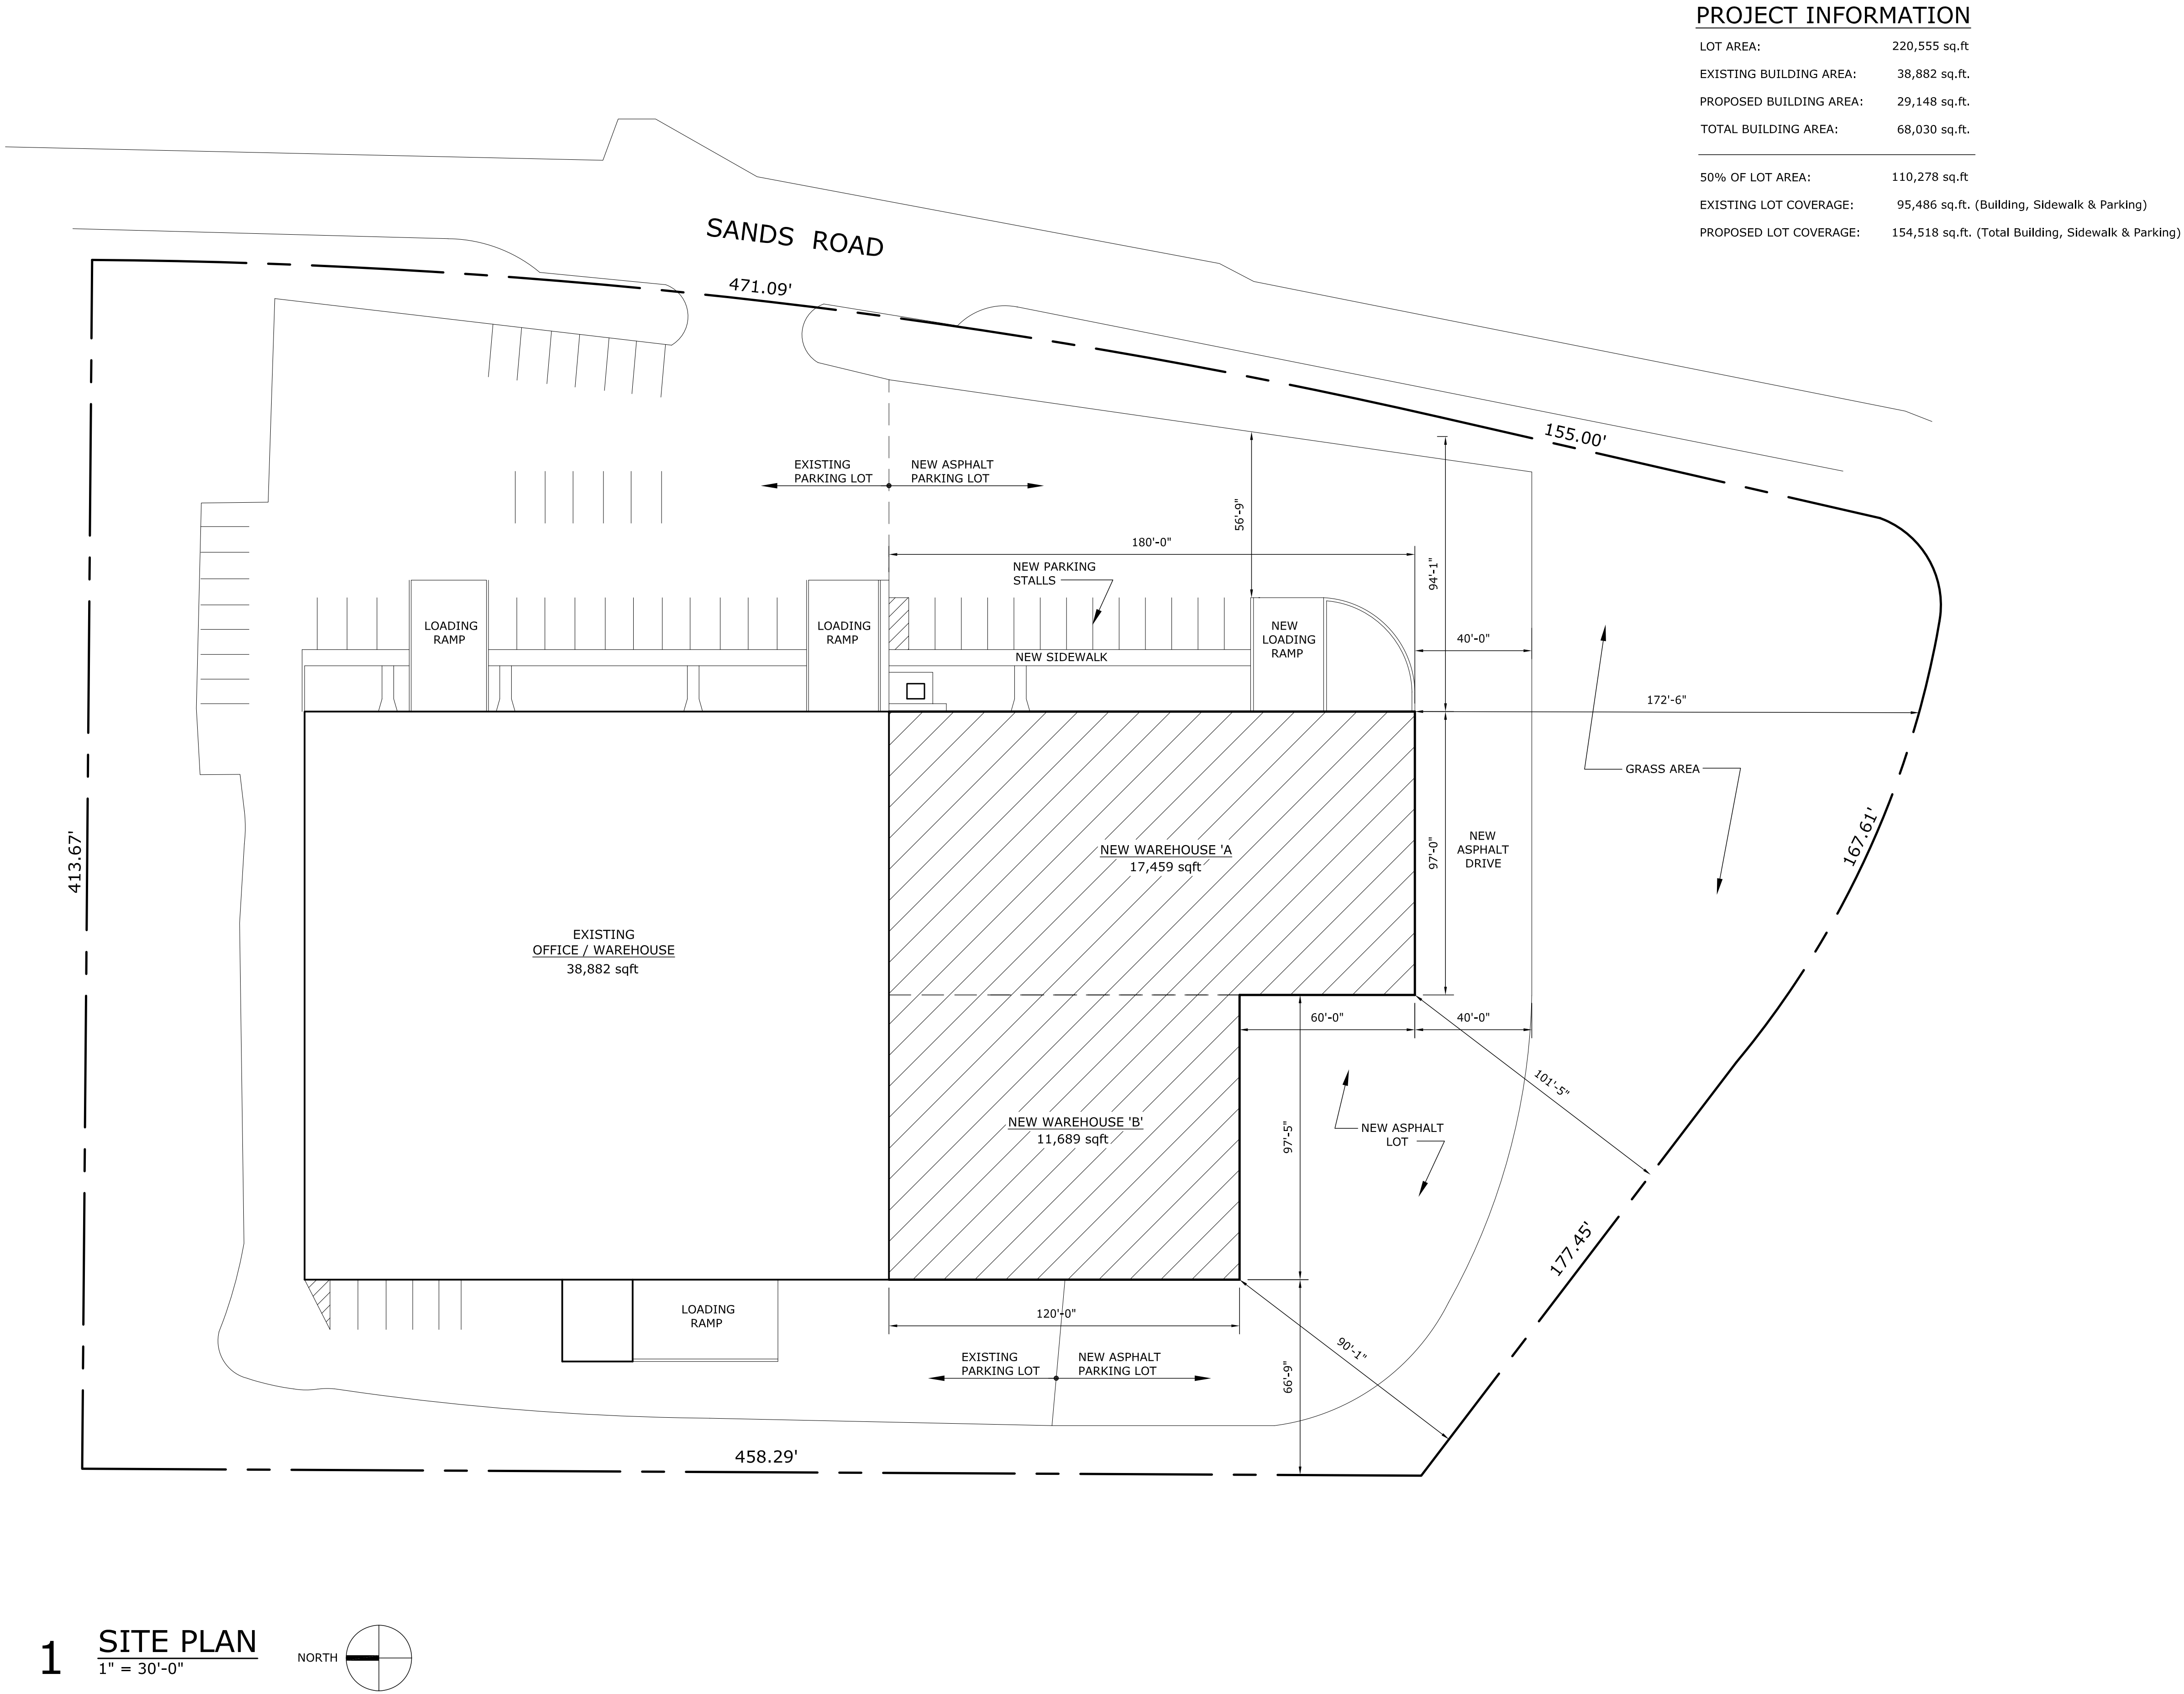 PROJECT INFORMATION
LOT AREA: 220,555 sq.ft
EXISTING BUILDING AREA: 38,882 sq.ft.
PROPOSED BUILDING AREA: 29,148 sq.ft.
TOTAL BUILDING AREA: 68,030 sq.ft.
50% OF LOT AREA: 110,278 sq.ft
EXISTING LOT COVERAGE: 95,486 sq.ft. (Building, Sidewalk & Parking)
PROPOSED LOT COVERAGE: 154,518 sq.ft. (Total Building, Sidewalk & Parking)
SANDS ROAD
471.09'
155.00'
EXISTING
PARKING LOT
NEW ASPHALT
PARKING LOT
56'-9"
180'-0"
94'-1"
NEW PARKING
STALLS
LOADING
RAMP
LOADING
RAMP
NEW
LOADING
RAMP
40'-0"
NEW SIDEWALK
172'-6"
GRASS AREA
413.67'
167.61'
NEW WAREHOUSE 'A
17,459 sqft
97'-0"
NEW
ASPHALT
DRIVE
EXISTING
OFFICE / WAREHOUSE
38,882 sqft
60'-0"
40'-0"
101'-5"
NEW WAREHOUSE 'B'
11,689 sqft
97'-5"
NEW ASPHALT
LOT
177.45'
LOADING
RAMP
120'-0"
90'-1"
EXISTING
PARKING LOT
NEW ASPHALT
PARKING LOT
66'-9"
458.29'
1
SITE PLAN
1" = 30'-0"
NORTH